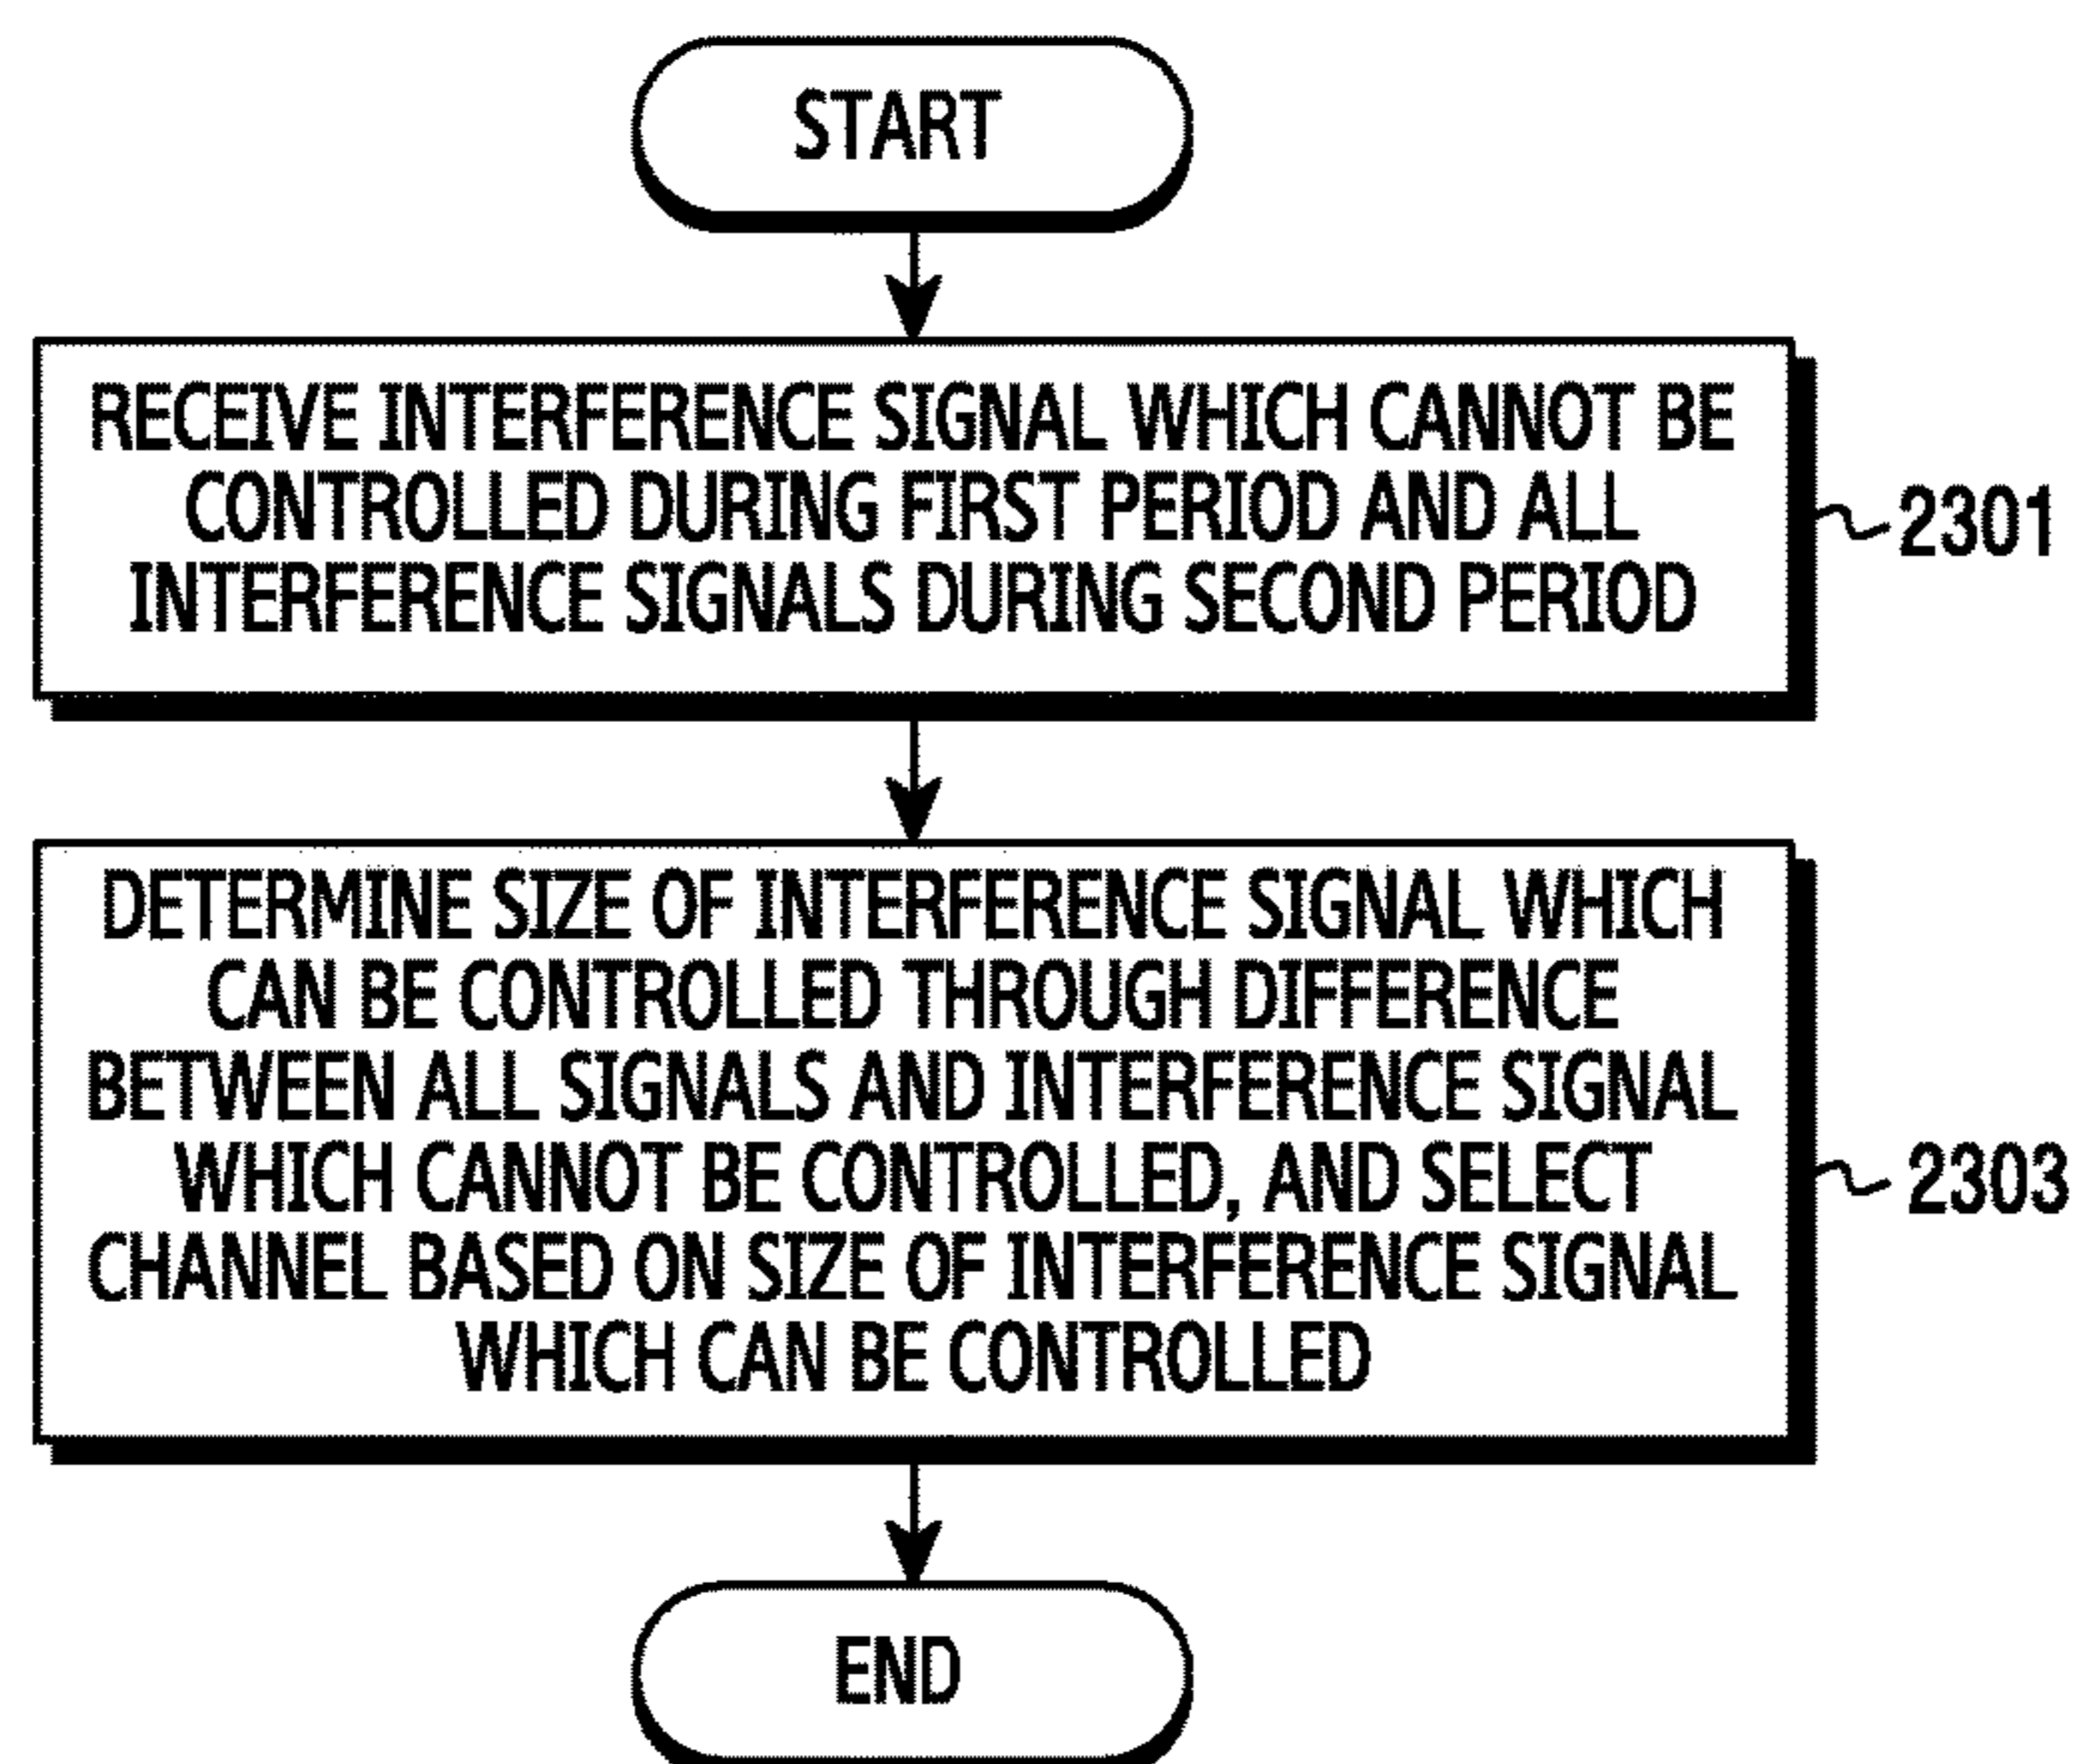 START
RECEIVE INTERFERENCE SIGNAL WHICH CANNOT BE
CONTROLLED DURING FIRST PERIOD AND ALL
INTERFERENCE SIGNALS DURING SECOND PERIOD
2301
DETERMINE SIZE OF INTERFERENCE SIGNAL WHICH
CAN BE CONTROLLED THROUGH DIFFERENCE
BETWEEN ALL SIGNALS AND INTERFERENCE SIGNAL
WHICH CANNOT BE CONTROLLED, AND SELECT
CHANNEL BASED ON SIZE OF INTERFERENCE SIGNAL
WHICH CAN BE CONTROLLED
2303
END